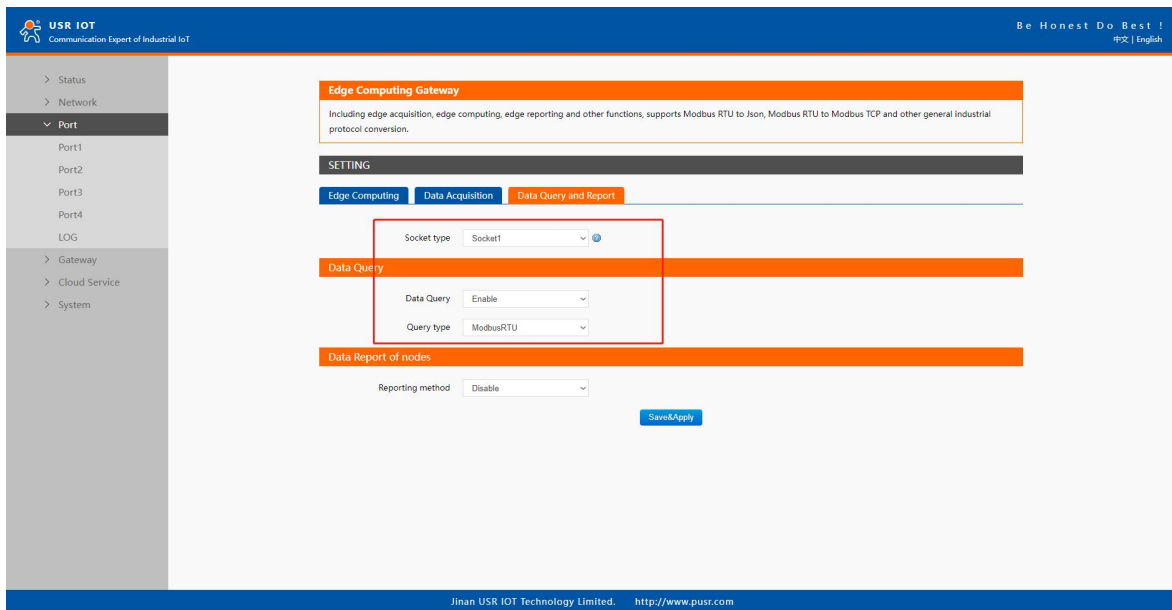 USR IOT
Communication Expert of Industrial IoT
Be Honest Do Best !
中文 | English
Status
Network
Port
Port1
Port2
Port3
Port4
LOG
Gateway
Cloud Service
System
Edge Computing Gateway
Including edge acquisition, edge computing, edge reporting and other functions, supports Modbus RTU to Json, Modbus RTU to Modbus TCP and other general industrial
protocol conversion.
SETTING
Edge Computing Data Acquisition Data Query and Report
Socket type Socket1
Data Query
Data Query Enable
Query type ModbusRTU
Data Report of nodes
Reporting method Disable
Save&Apply
Jinan USR IOT Technology Limited. http://www.pusr.com